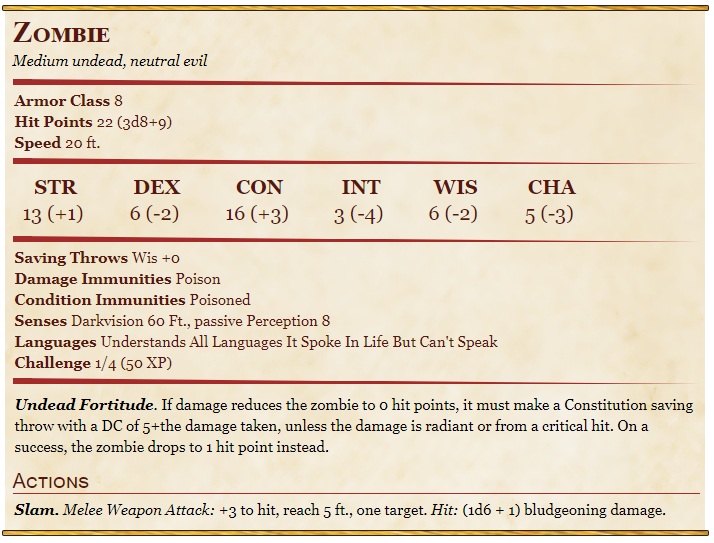 Zombie
Medium undead, neutral evil
Armor Class 8
Hit Points 22 (3d8+9)
Speed 20 ft.
STR DEX CON INT WIS CHA
13 (+1) 6 (-2) 16 (+3) 3 (-4) 6 (-2) 5 (-3)
Saving Throws Wis +0
Damage Immunities Poison
Condition Immunities Poisoned
Senses Darkvision 60 Ft., passive Perception 8
Languages Understands All Languages It Spoke In Life But Can't Speak
Challenge 1/4 (50 XP)
Undead Fortitude. If damage reduces the zombie to 0 hit points, it must make a Constitution saving
throw with a DC of 5+the damage taken, unless the damage is radiant or from a critical hit. On a
success, the zombie drops to 1 hit point instead.
Actions
Slam. Melee Weapon Attack: +3 to hit, reach 5 ft., one target. Hit: (1d6 + 1) bludgeoning damage.